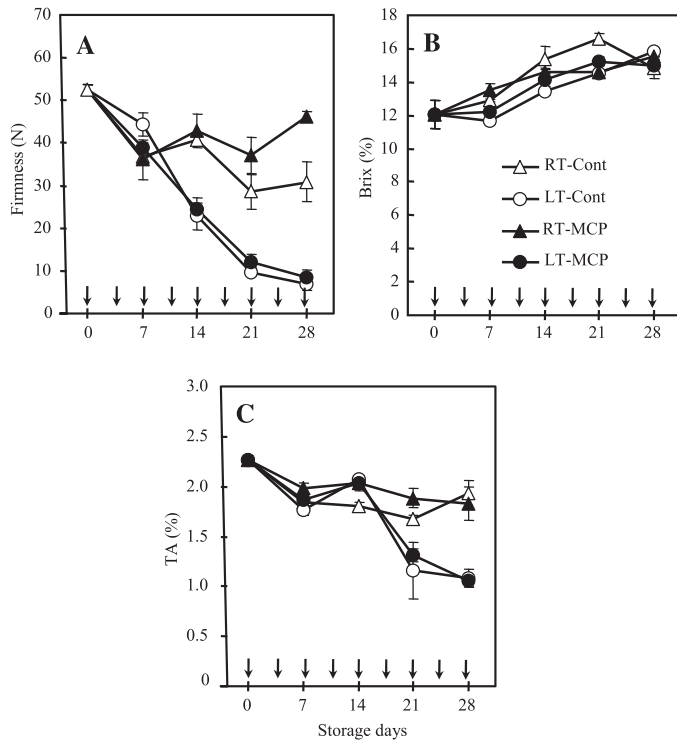 A
Firmness (N)
70
60
50
40
30
20
10
0
0 7 14 21 28
B
Brix (%)
18
16
14
12
10
8
6
4
2
0
0 7 14 21 28
RT-Cont
LT-Cont
RT-MCP
LT-MCP
C
TA (%)
3.0
2.5
2.0
1.5
1.0
0.5
0
0 7 14 21 28
Storage days